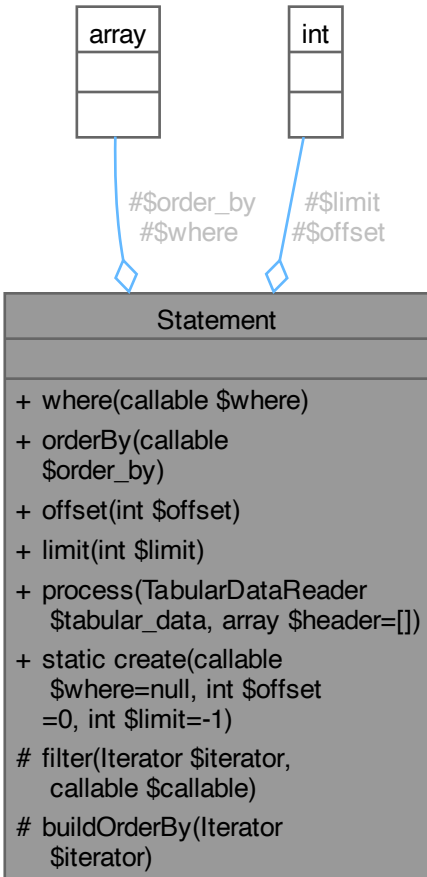 array
int
#$order_by
#$where
#$limit
#$offset
Statement
+ where(callable $where)
+ orderBy(callable
$order_by)
+ offset(int $offset)
+ limit(int $limit)
+ process(TabularDataReader
$tabular_data, array $header=[])
+ static create(callable
$where=null, int $offset
=0, int $limit=-1)
# filter(Iterator $iterator,
callable $callable)
# buildOrderBy(Iterator
$iterator)